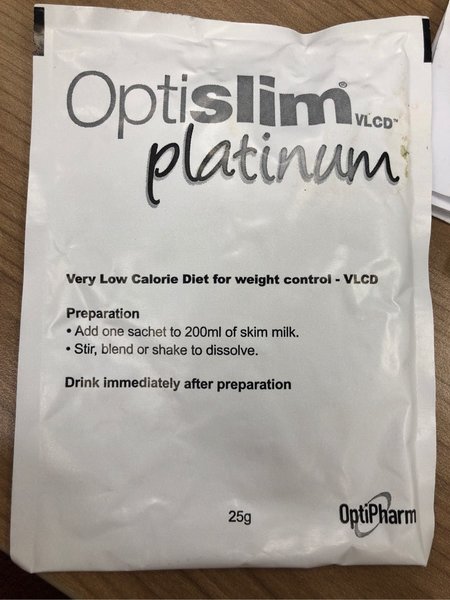 Optislim® VLCD™
platinum
Very Low Calorie Diet for weight control - VLCD
Preparation
• Add one sachet to 200ml of skim milk.
• Stir, blend or shake to dissolve.
Drink immediately after preparation
25g
OptiPharm